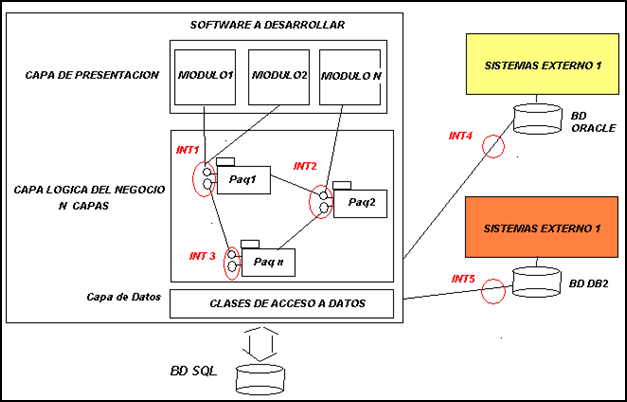 SOFTWARE A DESARROLLAR
CAPA DE PRESENTACION
MODULO1
MODULO2
MODULO N
SISTEMAS EXTERNO 1
BD
ORACLE
INT4
INT1
INT2
Paq1
Paq2
CAPA LOGICA DEL NEGOCIO
N CAPAS
INT 3
Paq n
SISTEMAS EXTERNO 1
INT5
BD DB2
Capa de Datos
CLASES DE ACCESO A DATOS
BD SQL